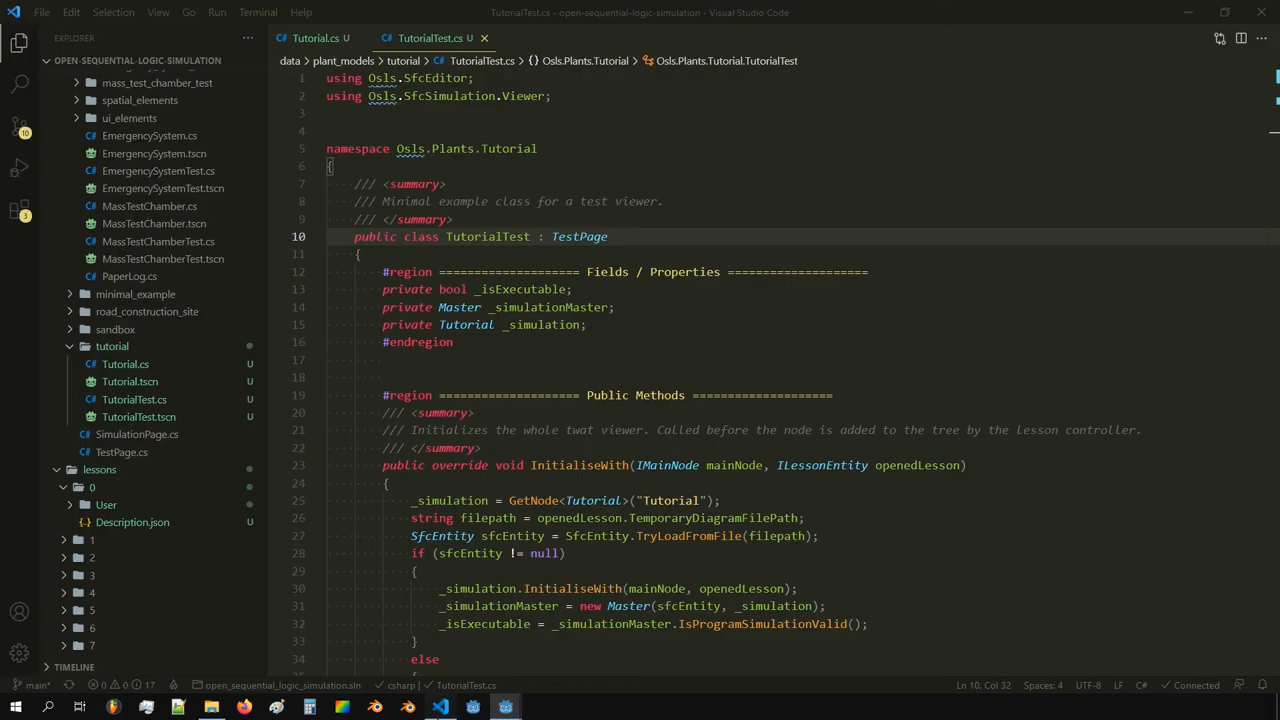 File Edit Selection View Go Run Terminal Help
TutorialTest.cs - open-sequential-logic-simulation - Visual Studio Code
EXPLORER
OPEN-SEQUENTIAL-LOGIC-SIMULATION
mass_test_chamber_test
spatial_elements
ui_elements
EmergencySystem.cs
EmergencySystem.tscn
EmergencySystemTest.cs
EmergencySystemTest.tscn
MassTestChamber.cs
MassTestChamber.tscn
MassTestChamberTest.cs
MassTestChamberTest.tscn
PaperLog.cs
minimal_example
road_construction_site
sandbox
tutorial
Tutorial.cs U
Tutorial.tscn U
TutorialTest.cs U
TutorialTest.tscn U
SimulationPage.cs
TestPage.cs
lessons
0
User
Description.json U
1
2
3
4
5
6
7
TIMELINE
10
3
Tutorial.cs U
TutorialTest.cs U
data > plant_models > tutorial > TutorialTest.cs > {} Osls.Plants.Tutorial > Osls.Plants.Tutorial.TutorialTest
1 using Osls.SfcEditor;
2 using Osls.SfcSimulation.Viewer;
3
4
5 namespace Osls.Plants.Tutorial
6 {
7 /// <summary>
8 /// Minimal example class for a test viewer.
9 /// </summary>
10 public class TutorialTest : TestPage
11 {
12 #region ==================== Fields / Properties ====================
13 private bool _isExecutable;
14 private Master _simulationMaster;
15 private Tutorial _simulation;
16 #endregion
17
18
19 #region ==================== Public Methods ====================
20 /// <summary>
21 /// Initializes the whole twat viewer. Called before the node is added to the tree by the lesson controller.
22 /// </summary>
23 public override void InitialiseWith(IMainNode mainNode, ILessonEntity openedLesson)
24 {
25 _simulation = GetNode<Tutorial>("Tutorial");
26 string filepath = openedLesson.TemporaryDiagramFilePath;
27 SfcEntity sfcEntity = SfcEntity.TryLoadFromFile(filepath);
28 if (sfcEntity != null)
29 {
30 _simulation.InitialiseWith(mainNode, openedLesson);
31 _simulationMaster = new Master(sfcEntity, _simulation);
32 _isExecutable = _simulationMaster.IsProgramSimulationValid();
33 }
34 else
main* 0 0 17 open_sequential_logic_simulation.sln csharp TutorialTest.cs Ln 10, Col 32 Spaces: 4 UTF-8 LF C# Connected